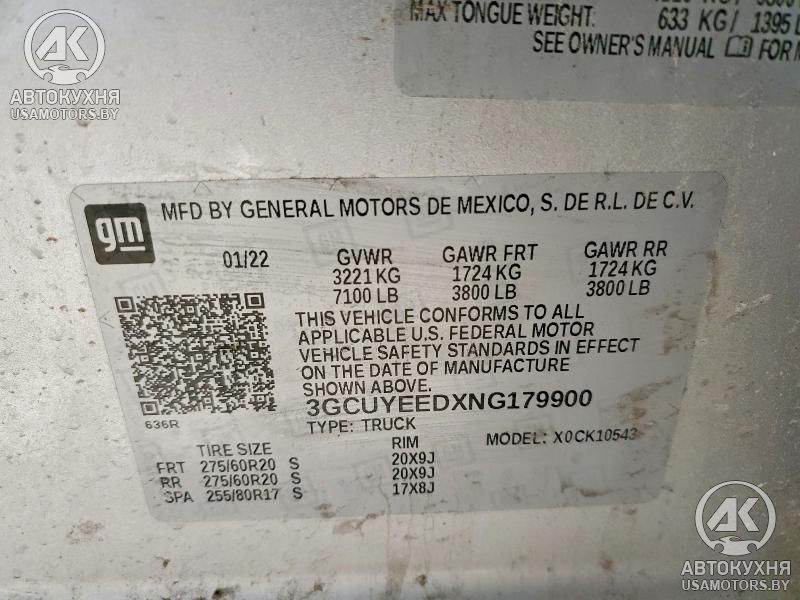 MAX TONGUE WEIGHT: 633 KG/ 1395 L
SEE OWNER'S MANUAL FOR M
AK
АВТОКУХНЯ
USAMOTORS.BY
gm
MFD BY GENERAL MOTORS DE MEXICO, S. DE R.L. DE C.V.
01/22 GVWR GAWR FRT GAWR RR
3221 KG 1724 KG 1724 KG
7100 LB 3800 LB 3800 LB
THIS VEHICLE CONFORMS TO ALL
APPLICABLE U.S. FEDERAL MOTOR
VEHICLE SAFETY STANDARDS IN EFFECT
ON THE DATE OF MANUFACTURE
SHOWN ABOVE.
3GCUYEEDXNG179900
TYPE: TRUCK MODEL: X0CK10543
636R
TIRE SIZE RIM
FRT 275/60R20 S 20X9J
RR 275/60R20 S 20X9J
SPA 255/80R17 S 17X8J
AK
АВТОКУХНЯ
USAMOTORS.BY